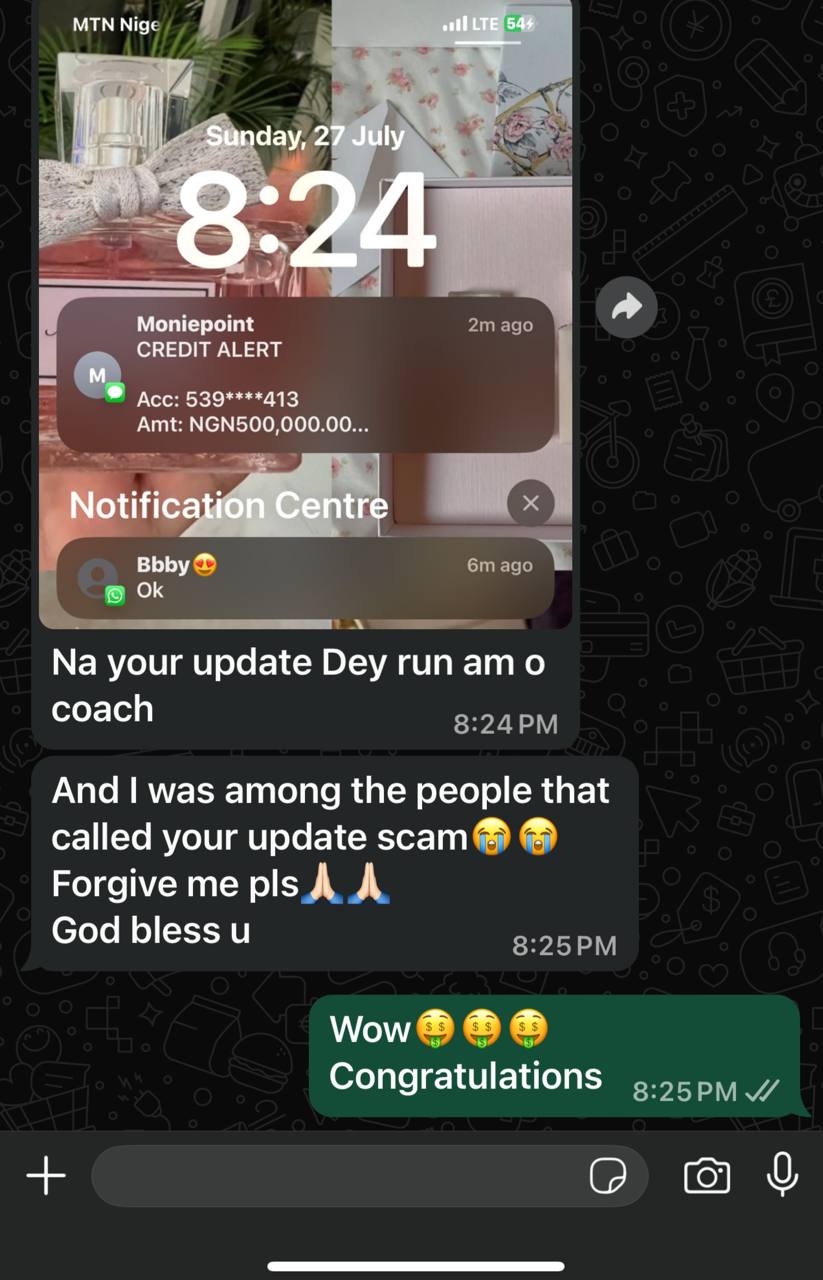 MTN Nige
LTE 54
Sunday, 27 July
8:24
Moniepoint 2m ago
CREDIT ALERT
M
Acc: 539****413
Amt: NGN500,000.00...
Notification Centre
Bbby😍 6m ago
Ok
Na your update Dey run am o
coach
8:24 PM
And I was among the people that
called your update scam😭😭
Forgive me pls🙏🏻🙏🏻
God bless u
8:25 PM
Wow🤑🤑🤑
Congratulations 8:25 PM